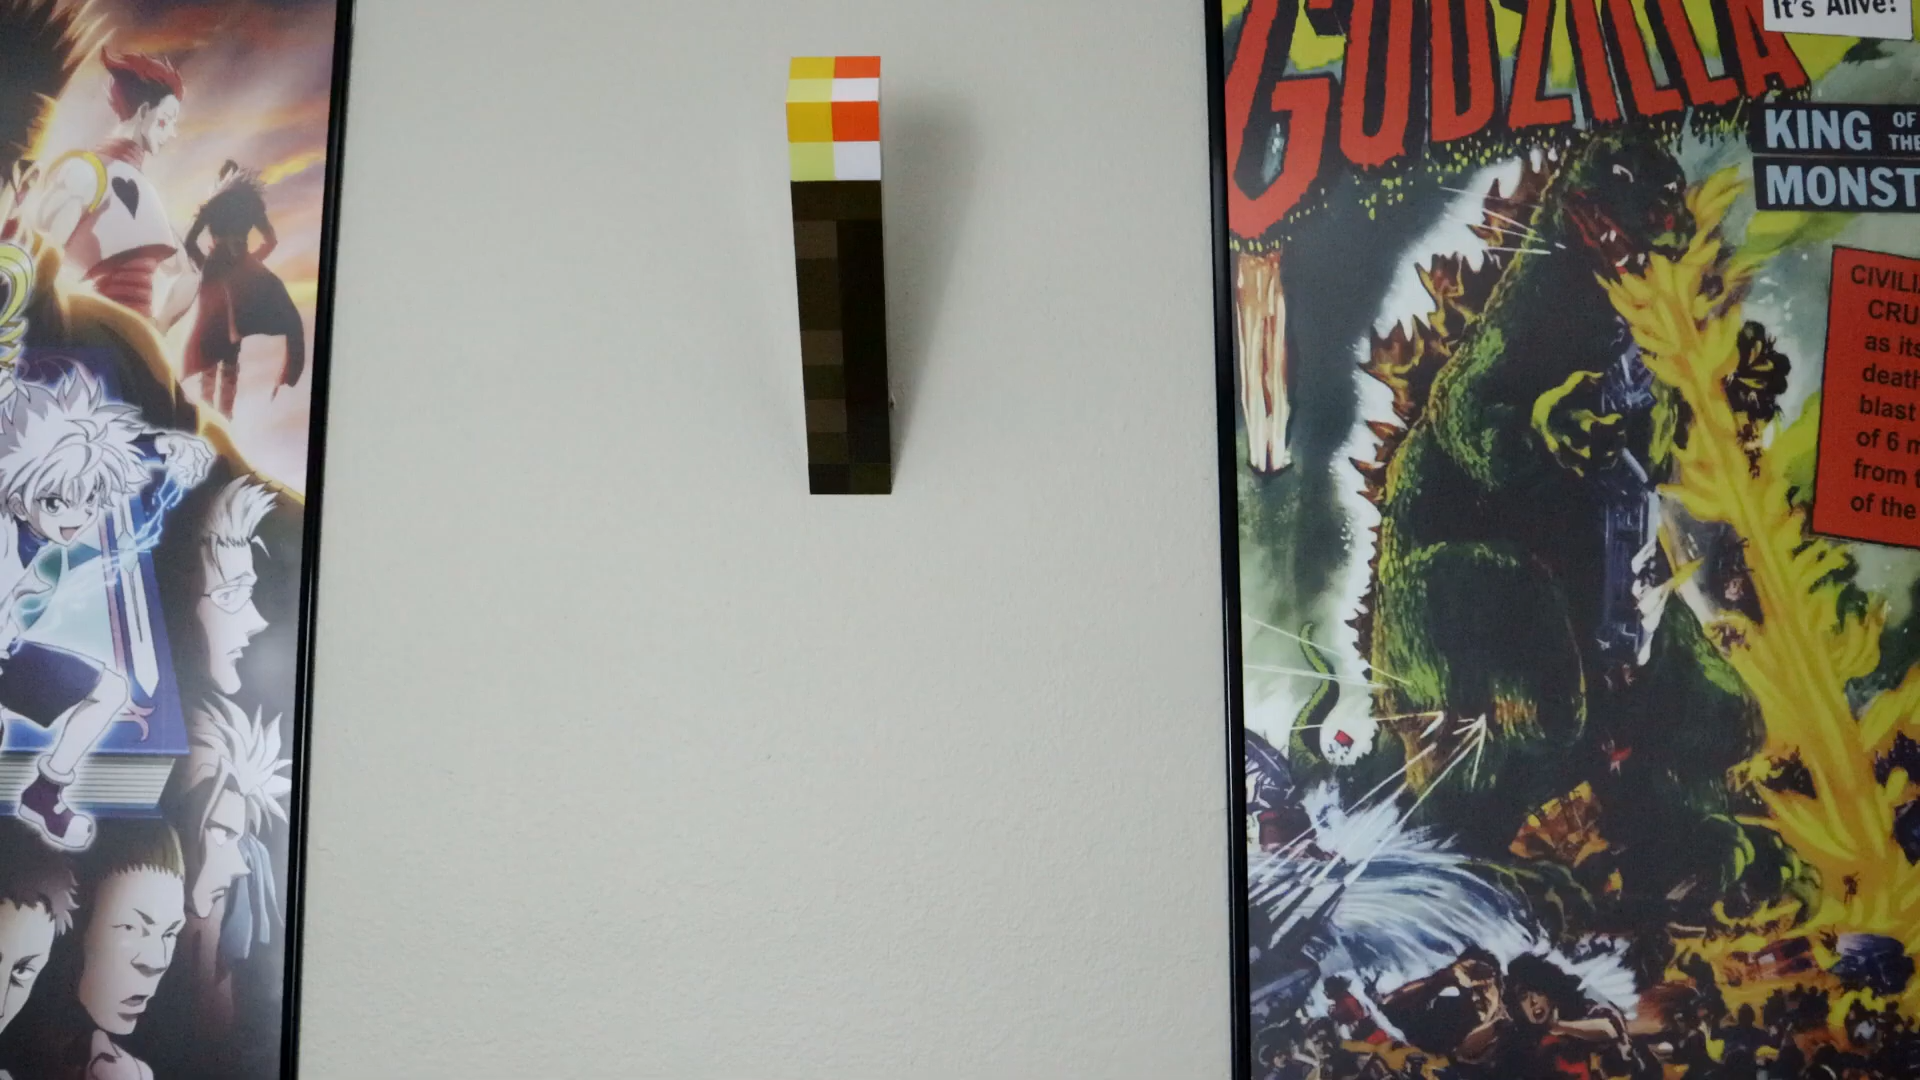 GODZILLA
It's Alive!
KING OF THE
MONST
CIVILI
CRU
as its
death
blast
of 6 m
from t
of the